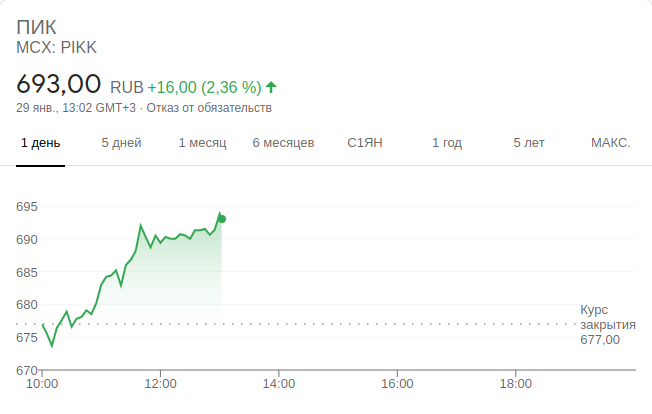 ПИК
MCX: PIKK
693,00 RUB +16,00 (2,36 %)
29 янв., 13:02 GMT+3 · Отказ от обязательств
1 день 5 дней 1 месяц 6 месяцев С1ЯН 1 год 5 лет МАКС.
695
690
685
680
Курс
закрытия
677,00
675
670
10:00 12:00 14:00 16:00 18:00